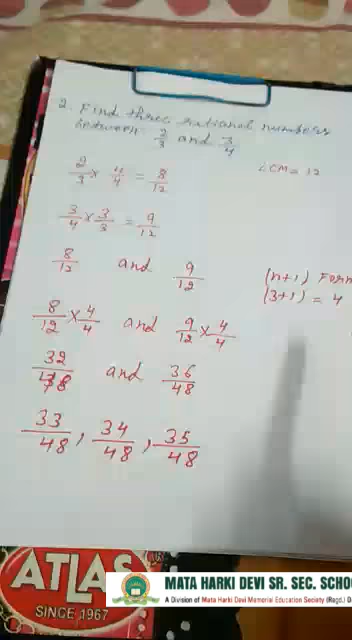 2. Find three rational numbers
between 2/3 and 3/4
LCM = 12
2/3 × 4/4 = 8/12
3/4 × 3/3 = 9/12
8/12 and 9/12
(n+1) Form
(3+1) = 4
8/12 × 4/4 and 9/12 × 4/4
32/48 and 36/48
33/48, 34/48, 35/48
ATLAS
SINCE 1967
MATA HARKI DEVI SR. SEC. SCHO
A Division of Mata Harki Devi Memorial Education Society (Regd.)